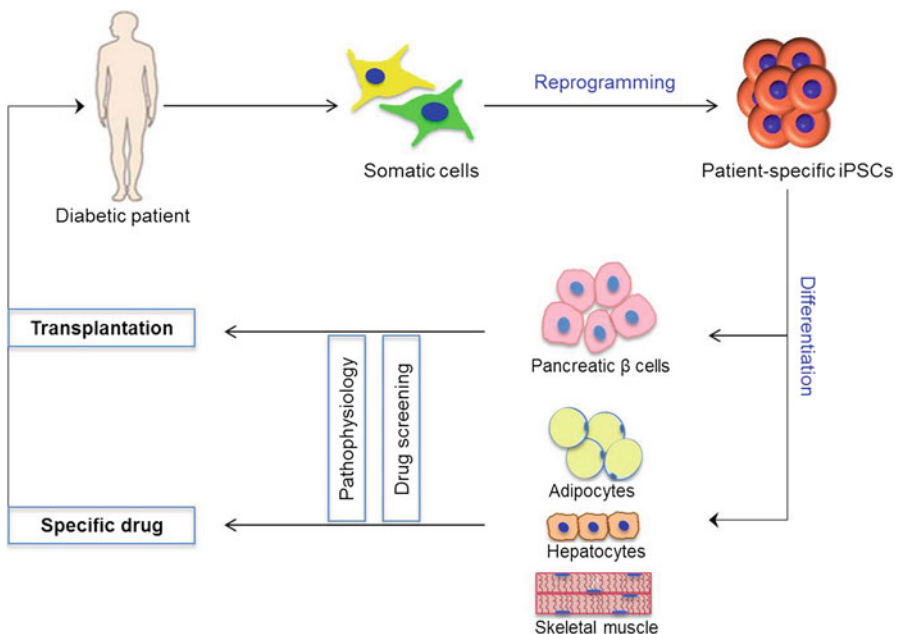 Reprogramming
Somatic cells
Patient-specific iPSCs
Diabetic patient
Differentiation
Transplantation
Pancreatic β cells
Pathophysiology
Drug screening
Adipocytes
Specific drug
Hepatocytes
Skeletal muscle